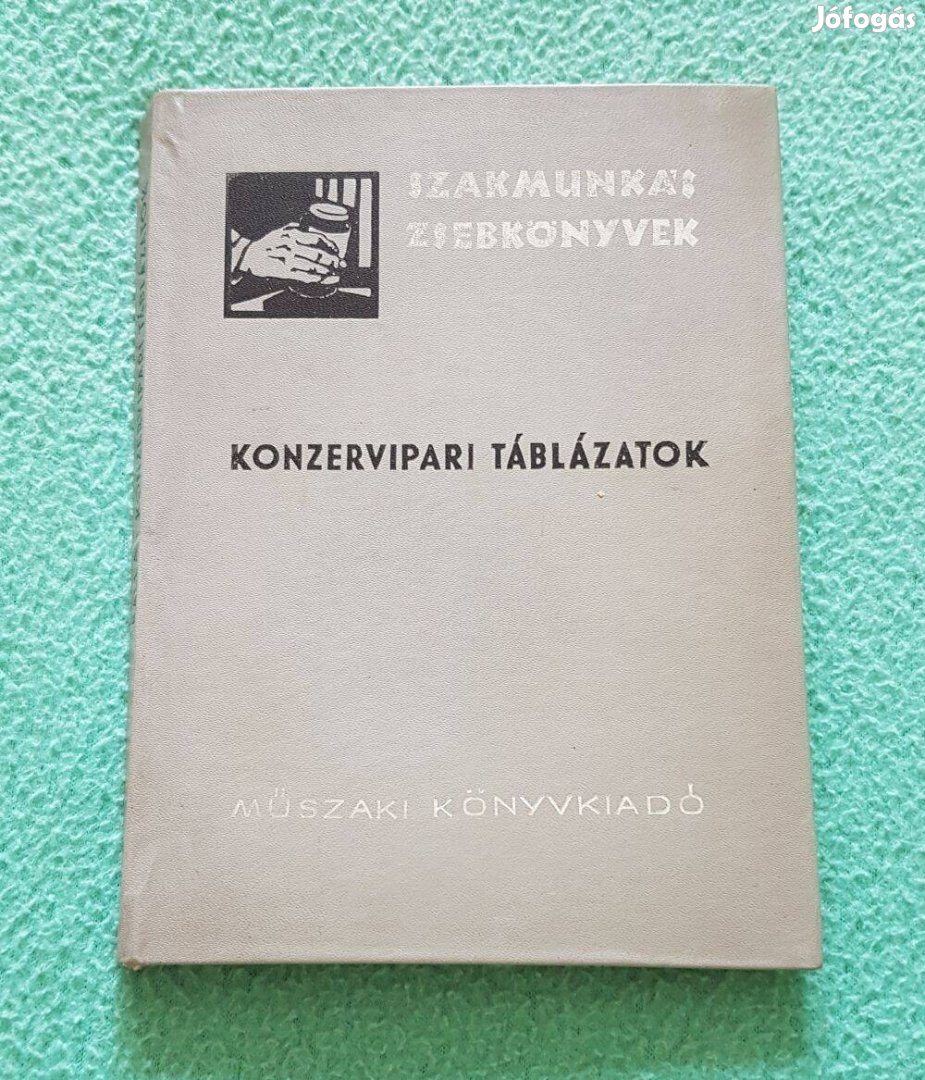 Jófogás
SZAKMUNKÁS
ZSEBKÖNYVEK
KONZERVIPARI TÁBLÁZATOK
MŰSZAKI KÖNYVKIADÓ